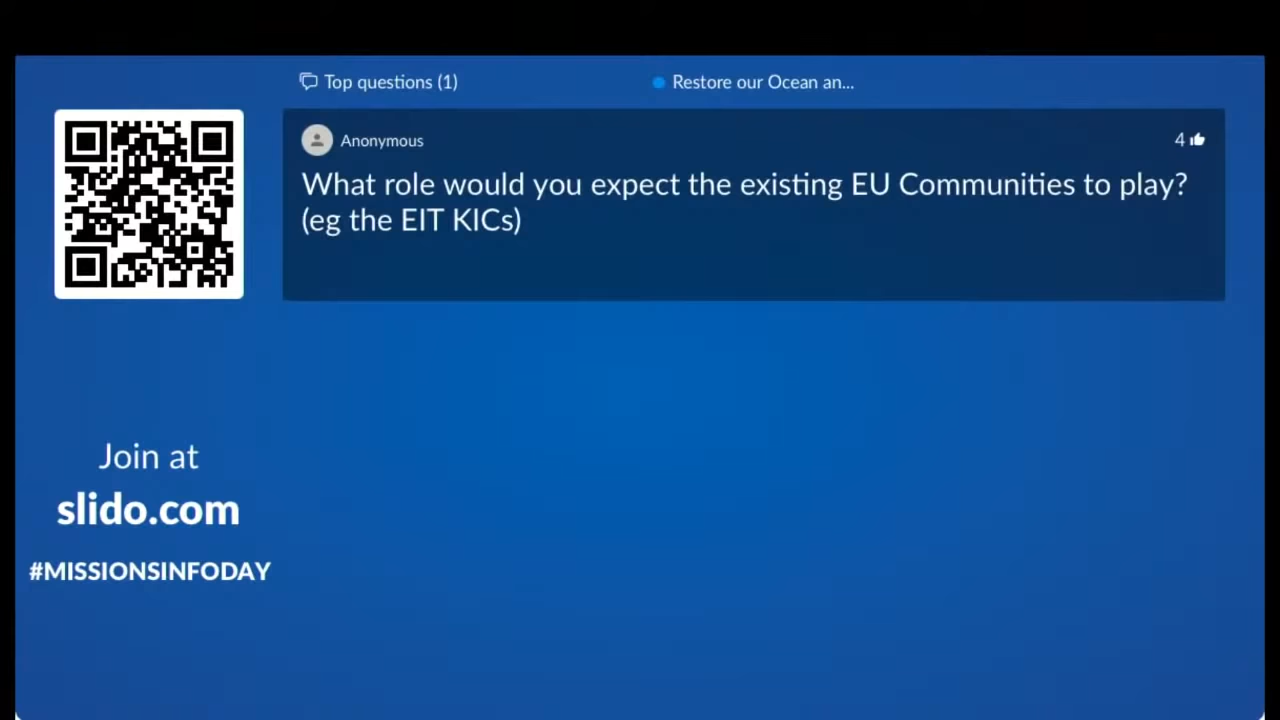 Top questions (1)
Restore our Ocean an...
Anonymous
4
What role would you expect the existing EU Communities to play?
(eg the EIT KICs)
Join at
slido.com
#MISSIONSINFODAY